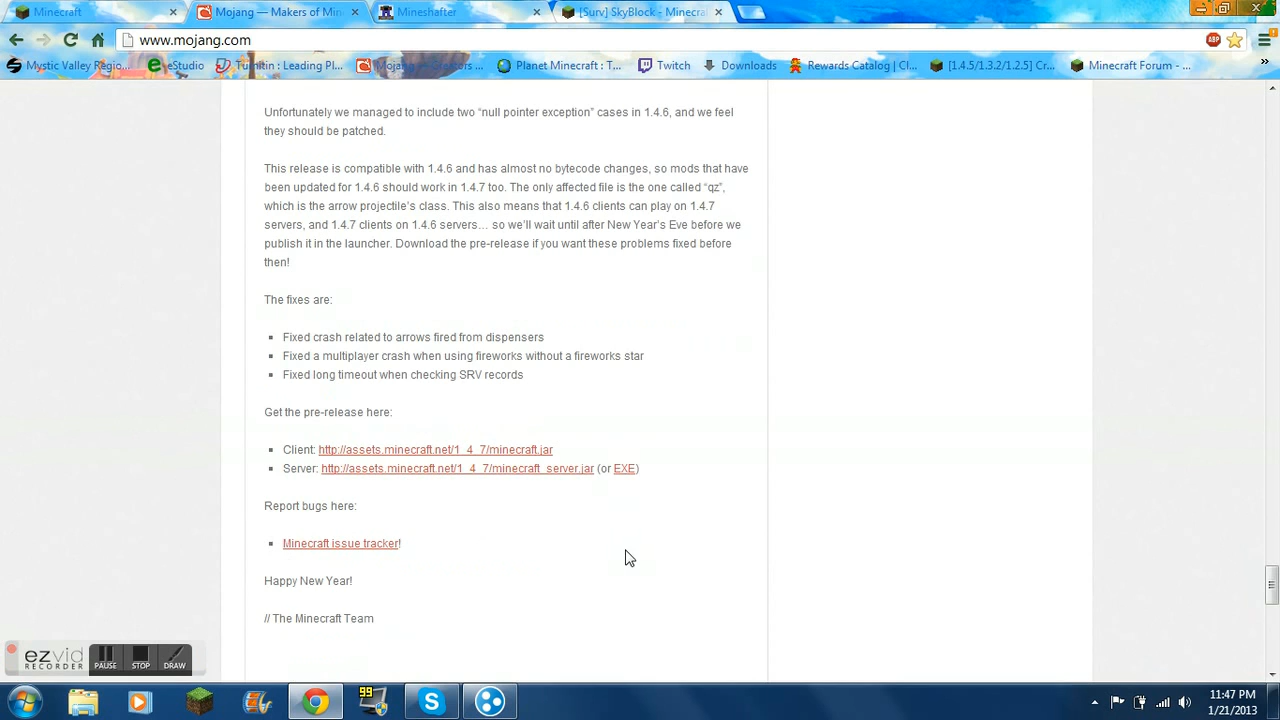 Minecraft
Mojang — Makers of Min
Mineshafter
[Surv] SkyBlock - Minecra
www.mojang.com
ABP
Mystic Valley Regio...
eStudio
Turnitin : Leading Pl...
Mojang — Creators ...
Planet Minecraft : T...
Twitch
Downloads
Rewards Catalog | Cl...
[1.4.5/1.3.2/1.2.5] Cr...
Minecraft Forum - ...
Unfortunately we managed to include two “null pointer exception” cases in 1.4.6, and we feel
they should be patched.
This release is compatible with 1.4.6 and has almost no bytecode changes, so mods that have
been updated for 1.4.6 should work in 1.4.7 too. The only affected file is the one called “qz”,
which is the arrow projectile’s class. This also means that 1.4.6 clients can play on 1.4.7
servers, and 1.4.7 clients on 1.4.6 servers… so we’ll wait until after New Year’s Eve before we
publish it in the launcher. Download the pre-release if you want these problems fixed before
then!
The fixes are:
Fixed crash related to arrows fired from dispensers
Fixed a multiplayer crash when using fireworks without a fireworks star
Fixed long timeout when checking SRV records
Get the pre-release here:
Client: http://assets.minecraft.net/1_4_7/minecraft.jar
Server: http://assets.minecraft.net/1_4_7/minecraft_server.jar (or EXE)
Report bugs here:
Minecraft issue tracker!
Happy New Year!
// The Minecraft Team
ezvid
RECORDER
PAUSE
STOP
DRAW
99
11:47 PM
1/21/2013